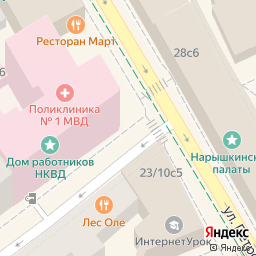 Ресторан Март
28с6
Поликлиника
№ 1 МВД
Дом работников
НКВД
Нарышкинс
палаты
23/10с5
Лес Оле
ИнтернетУрок
ул. Петро
Яндекс